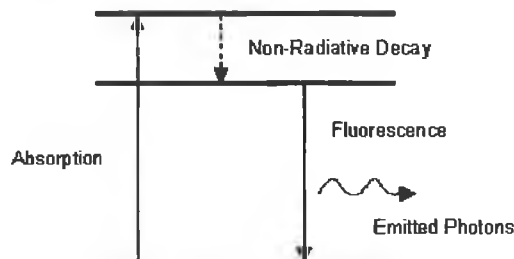 Non-Radiative Decay
Fluorescence
Absorption
Emitted Photons